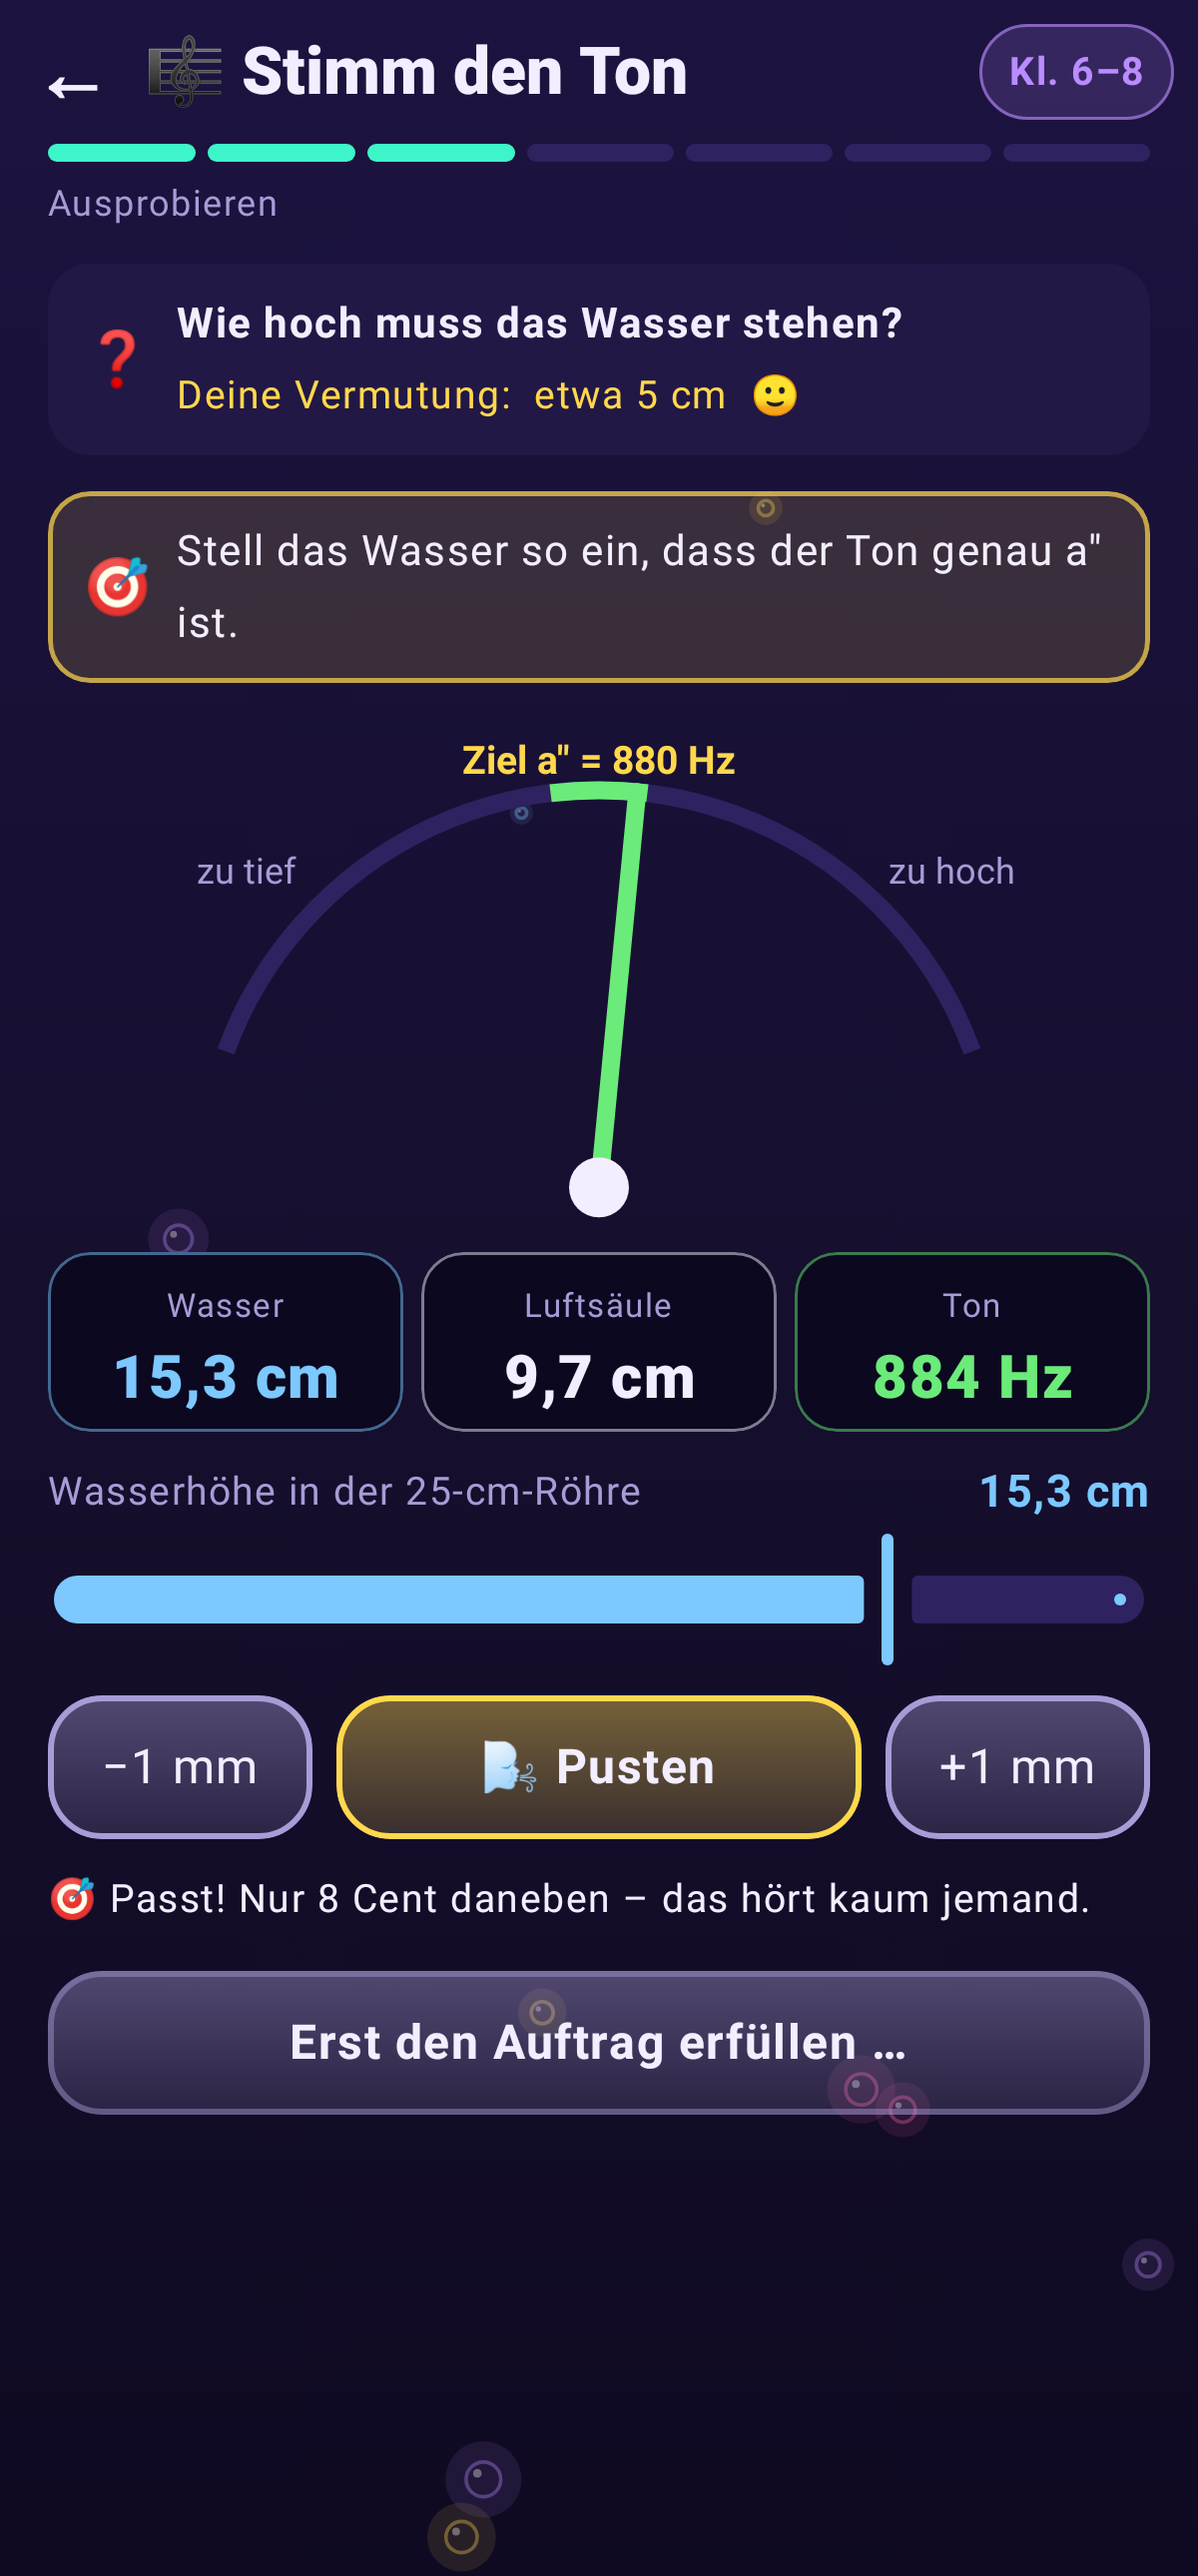 ← Stimm den Ton
Kl. 6–8
Ausprobieren
Wie hoch muss das Wasser stehen?
Deine Vermutung: etwa 5 cm 🙂
Stell das Wasser so ein, dass der Ton genau a"
ist.
Ziel a" = 880 Hz
zu tief
zu hoch
Wasser
15,3 cm
Luftsäule
9,7 cm
Ton
884 Hz
Wasserhöhe in der 25-cm-Röhre
15,3 cm
−1 mm
Pusten
+1 mm
🎯 Passt! Nur 8 Cent daneben – das hört kaum jemand.
Erst den Auftrag erfüllen …